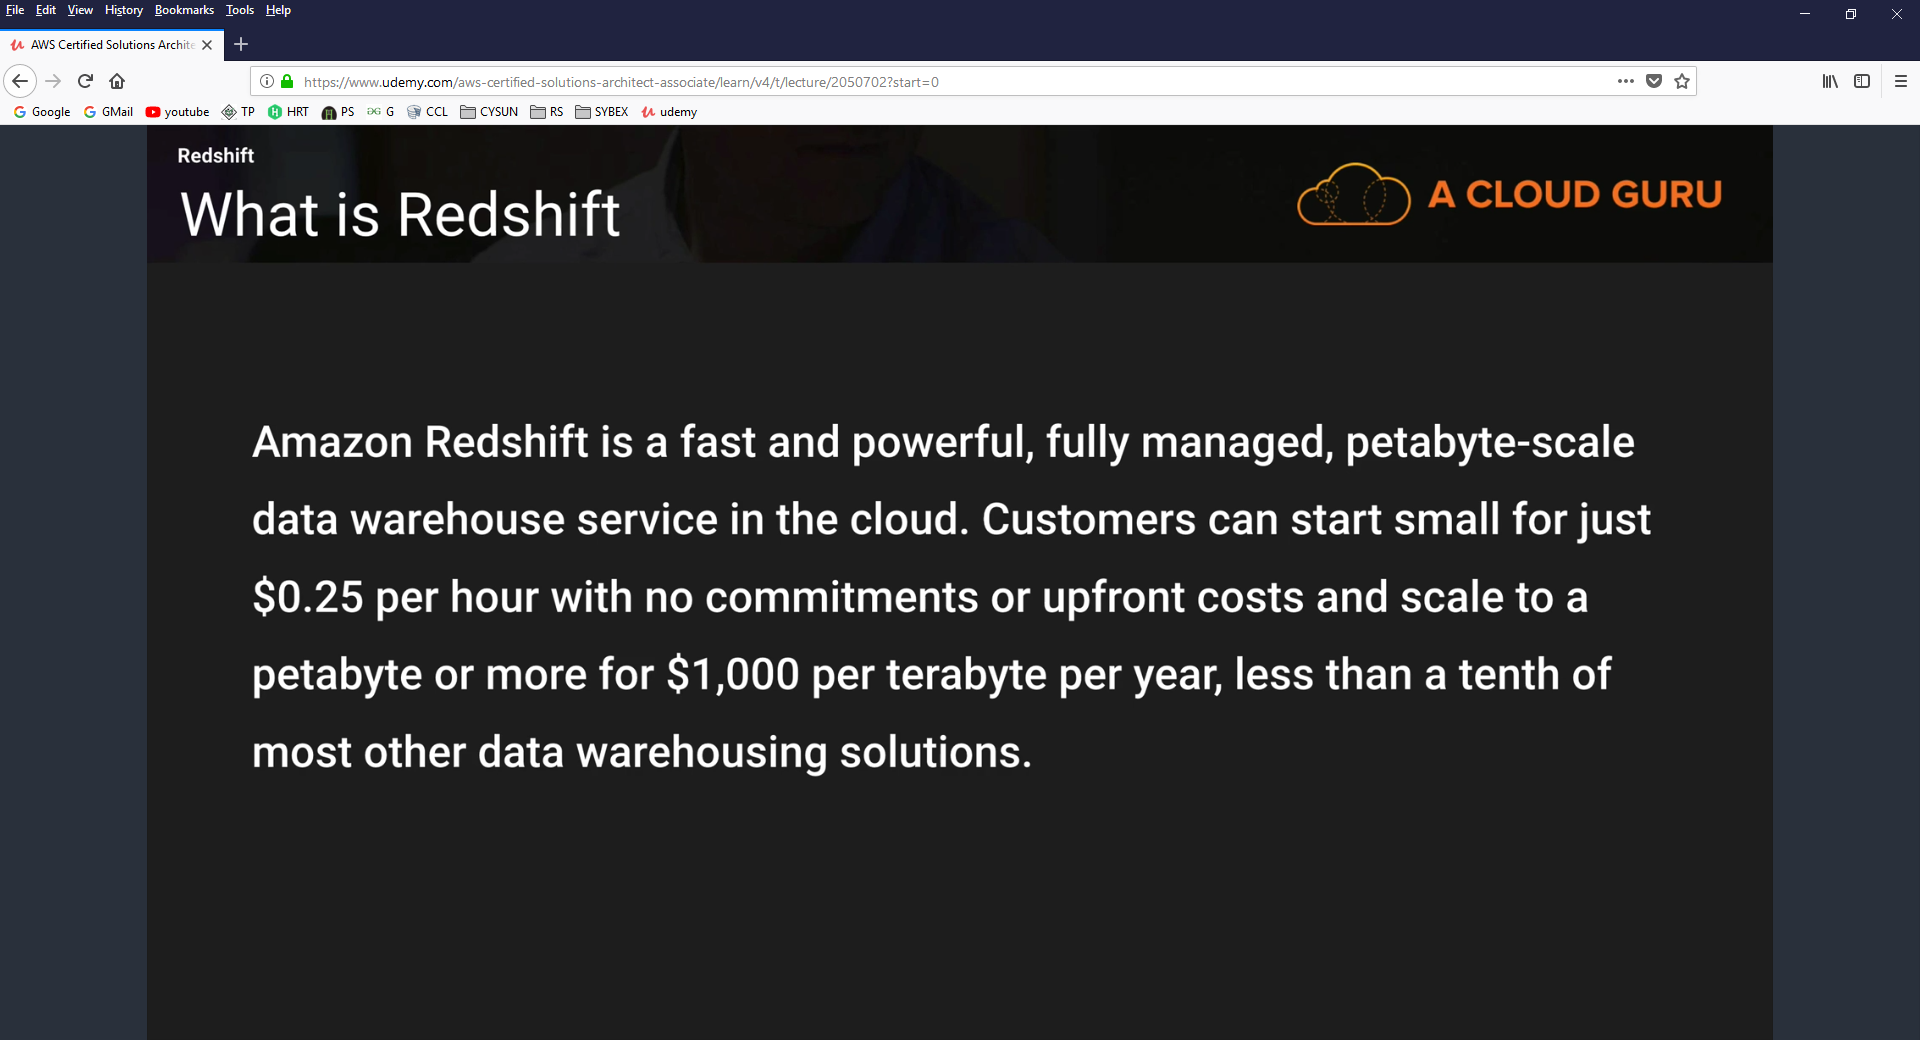 File Edit View History Bookmarks Tools Help
AWS Certified Solutions Archite
https://www.udemy.com/aws-certified-solutions-architect-associate/learn/v4/t/lecture/2050702?start=0
Google GMail youtube TP HRT PS G CCL CYSUN RS SYBEX udemy
Redshift
What is Redshift
A CLOUD GURU
Amazon Redshift is a fast and powerful, fully managed, petabyte-scale
data warehouse service in the cloud. Customers can start small for just
$0.25 per hour with no commitments or upfront costs and scale to a
petabyte or more for $1,000 per terabyte per year, less than a tenth of
most other data warehousing solutions.